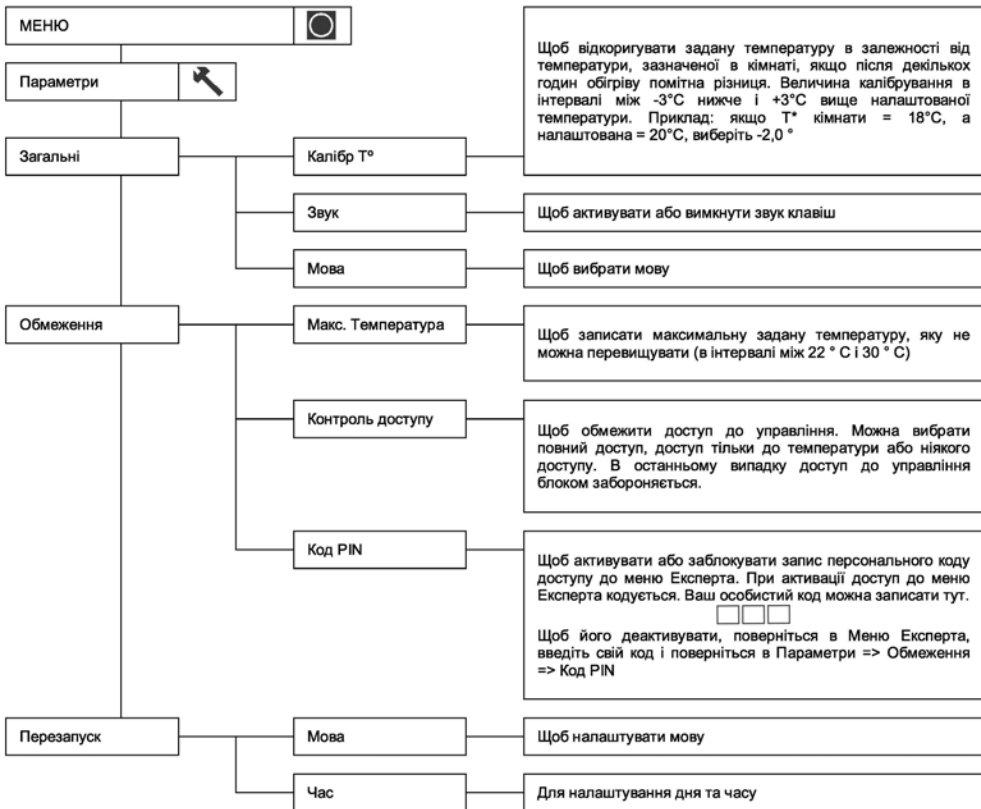 МЕНЮ
Параметри
Загальні
Калібр Tº
Щоб відкоригувати задану температуру в залежності від
температури, зазначеної в кімнаті, якщо після декількох
годин обігріву помітна різниця. Величина калібрування в
інтервалі між -3°C нижче і +3°C вище налаштованої
температури. Приклад: якщо T* кімнати = 18°C, а
налаштована = 20°C, виберіть -2,0 °
Звук
Щоб активувати або вимкнути звук клавіш
Мова
Щоб вибрати мову
Обмеження
Макс. Температура
Щоб записати максимальну задану температуру, яку не
можна перевищувати (в інтервалі між 22 ° C і 30 ° C)
Контроль доступу
Щоб обмежити доступ до управління. Можна вибрати
повний доступ, доступ тільки до температури або ніякого
доступу. В останньому випадку доступ до управління
блоком забороняється.
Код PIN
Щоб активувати або заблокувати запис персонального коду
доступу до меню Експерта. При активації доступ до меню
Експерта кодується. Ваш особистий код можна записати тут.
Щоб його деактивувати, поверніться в Меню Експерта,
введіть свій код і поверніться в Параметри => Обмеження
=> Код PIN
Перезапуск
Мова
Щоб налаштувати мову
Час
Для налаштування дня та часу